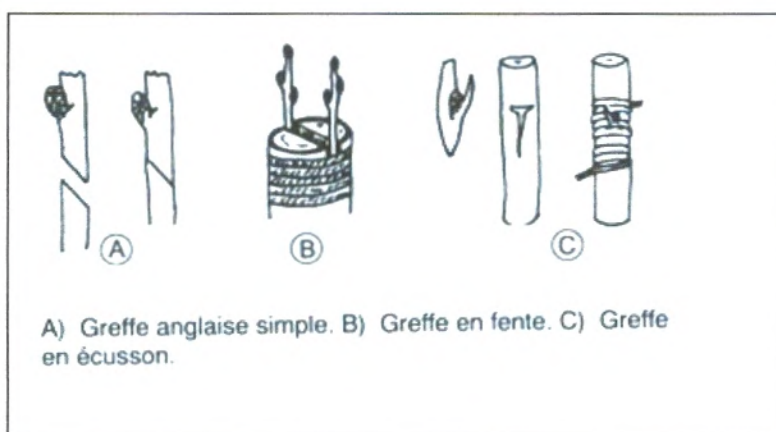 A
B
C
A) Greffe anglaise simple. B) Greffe en fente. C) Greffe
en écusson.